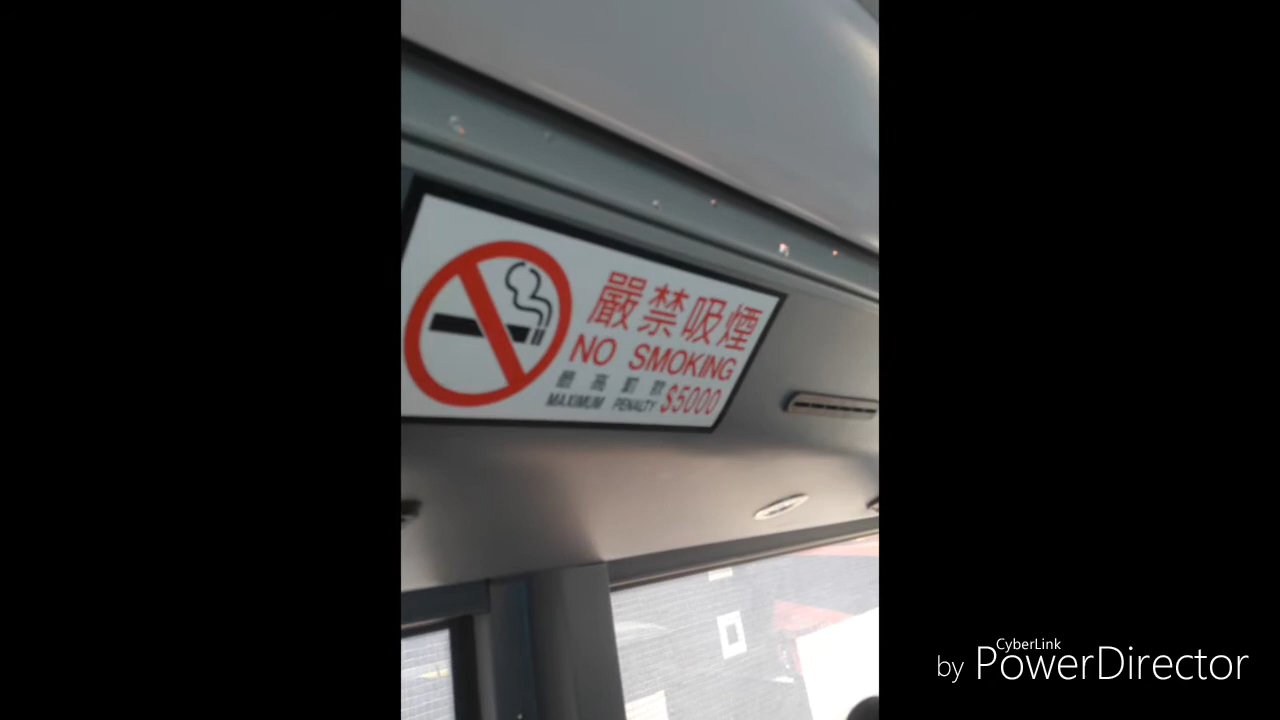 嚴禁吸煙
NO SMOKING
最高罰款 $5000
MAXIMUM PENALTY
CyberLink
by PowerDirector